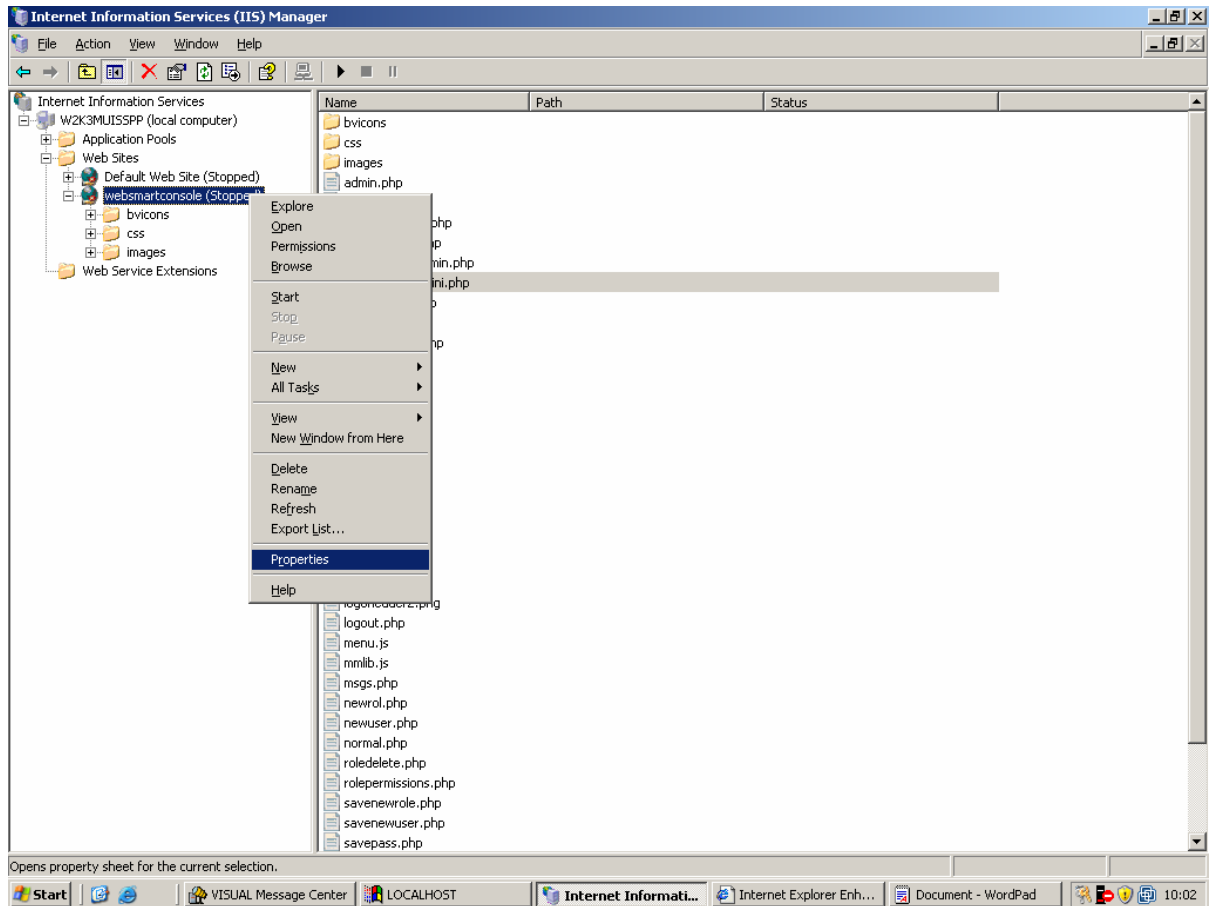 Internet Information Services (IIS) Manager
File Action View Window Help
Internet Information Services
W2K3MUISSPP (local computer)
Application Pools
Web Sites
Default Web Site (Stopped)
websmartconsole (Stopped)
bvicons
css
images
Web Service Extensions
Explore
Open
Permissions
Browse
Start
Stop
Pause
New
All Tasks
View
New Window from Here
Delete
Rename
Refresh
Export List...
Properties
Help
Name Path Status
bvicons
css
images
admin.php
php
min.php
ini.php
logout.php
menu.js
mmlib.js
msgs.php
newrol.php
newuser.php
normal.php
roledelete.php
rolepermissions.php
savenewrole.php
savenewuser.php
savepass.php
Opens property sheet for the current selection.
Start VISUAL Message Center LOCALHOST Internet Informati... Internet Explorer Enh... Document - WordPad 10:02